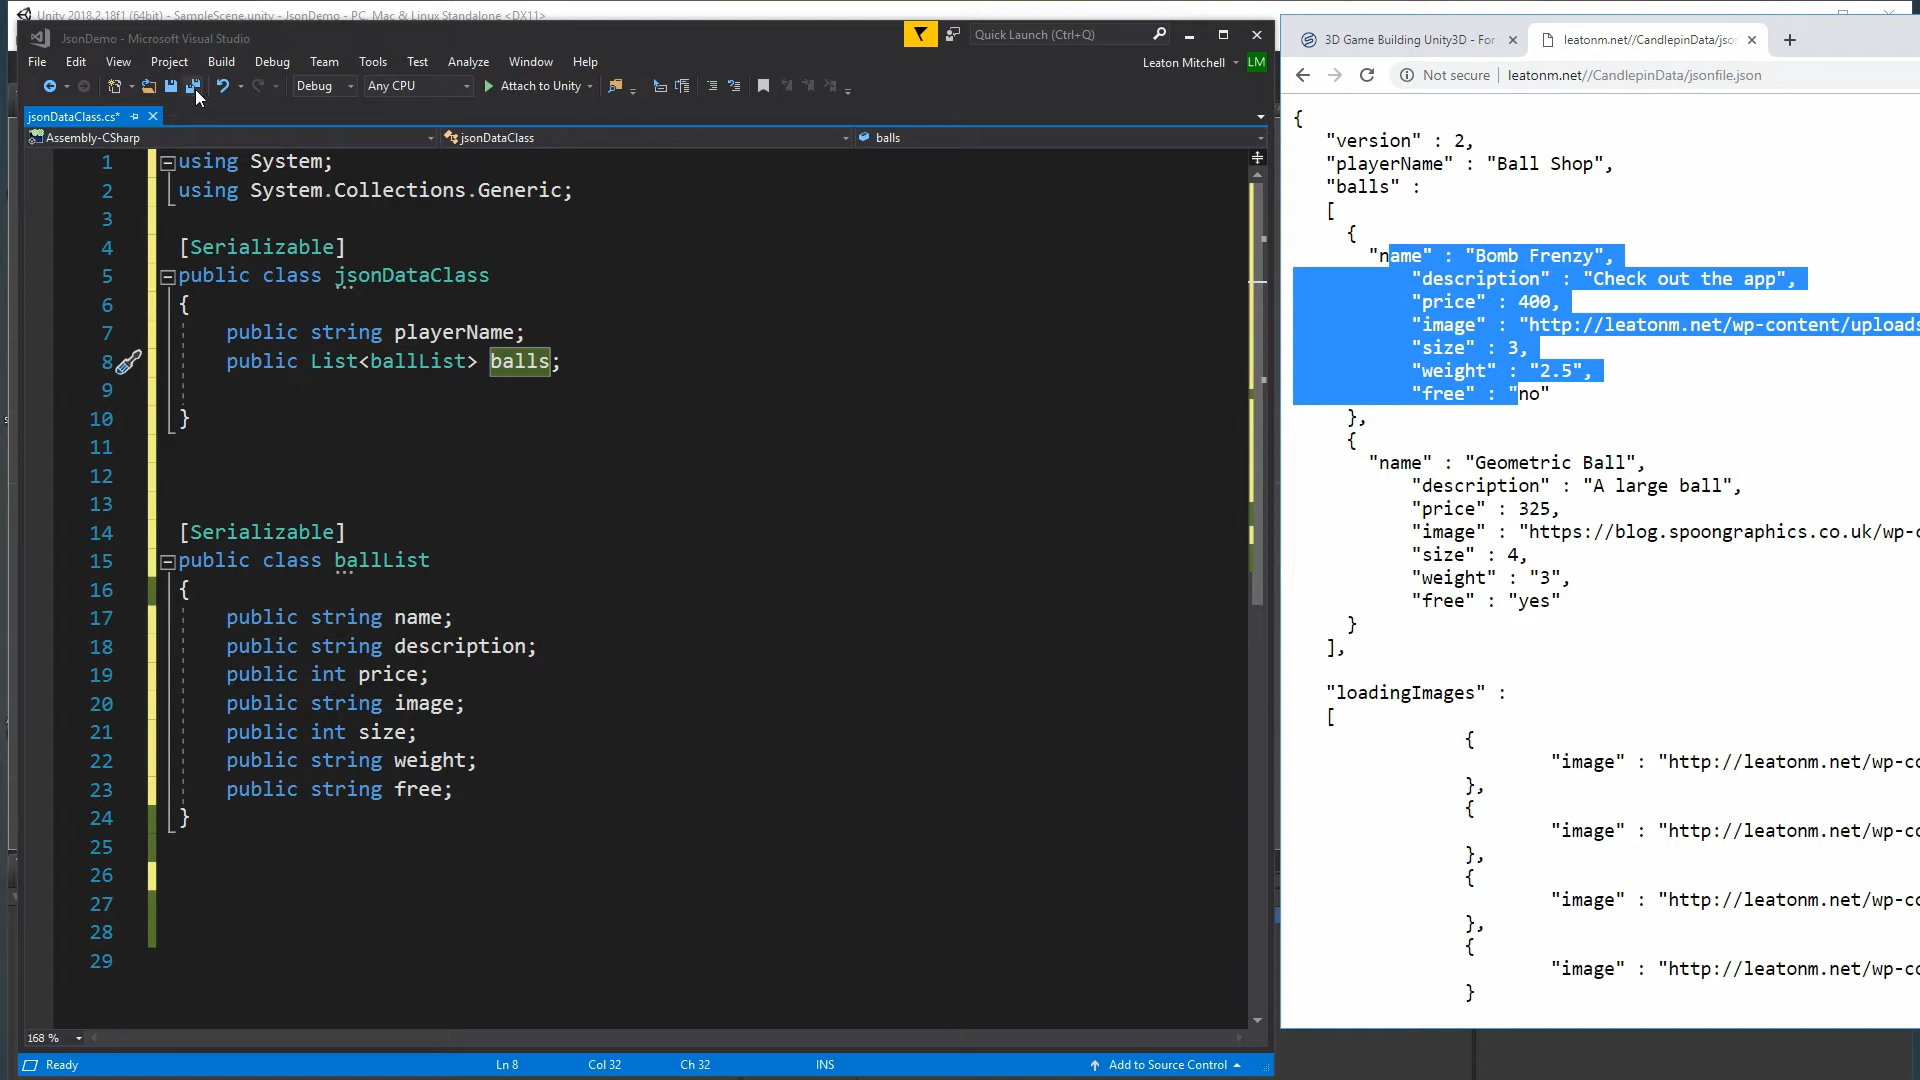 Unity 2018.2.18f1 (64bit) - SampleScene.unity - JsonDemo - PC, Mac & Linux Standalone <DX11>
JsonDemo - Microsoft Visual Studio
Quick Launch (Ctrl+Q)
File Edit View Project Build Debug Team Tools Test Analyze Window Help
Leaton Mitchell LM
Debug Any CPU Attach to Unity
jsonDataClass.cs*
Assembly-CSharp jsonDataClass balls
1 using System;
2 using System.Collections.Generic;
3
4 [Serializable]
5 public class jsonDataClass
6 {
7 public string playerName;
8 public List<ballList> balls;
9
10 }
11
12
13
14 [Serializable]
15 public class ballList
16 {
17 public string name;
18 public string description;
19 public int price;
20 public string image;
21 public int size;
22 public string weight;
23 public string free;
24 }
25
26
27
28
29
168 %
Ready Ln 8 Col 32 Ch 32 INS Add to Source Control
3D Game Building Unity3D - For
leatonm.net//CandlepinData/jso
Not secure leatonm.net//CandlepinData/jsonfile.json
{
"version" : 2,
"playerName" : "Ball Shop",
"balls" :
[
{
"name" : "Bomb Frenzy",
"description" : "Check out the app",
"price" : 400,
"image" : "http://leatonm.net/wp-content/uploads
"size" : 3,
"weight" : "2.5",
"free" : "no"
},
{
"name" : "Geometric Ball",
"description" : "A large ball",
"price" : 325,
"image" : "https://blog.spoongraphics.co.uk/wp-c
"size" : 4,
"weight" : "3",
"free" : "yes"
}
],
"loadingImages" :
[
{
"image" : "http://leatonm.net/wp-co
},
{
"image" : "http://leatonm.net/wp-co
},
{
"image" : "http://leatonm.net/wp-co
},
{
"image" : "http://leatonm.net/wp-co
}